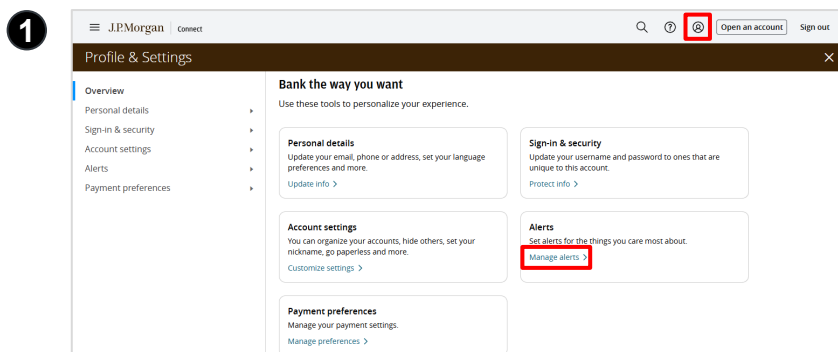 1
J.P.Morgan | Connect
Open an account
Sign out
Profile & Settings
Overview
Personal details
Sign-in & security
Account settings
Alerts
Payment preferences
Bank the way you want
Use these tools to personalize your experience.
Personal details
Update your email, phone or address, set your language
preferences and more.
Update info >
Sign-in & security
Update your username and password to ones that are
unique to this account.
Protect info >
Account settings
You can organize your accounts, hide others, set your
nickname, go paperless and more.
Customize settings >
Alerts
Set alerts for the things you care most about.
Manage alerts >
Payment preferences
Manage your payment settings.
Manage preferences >